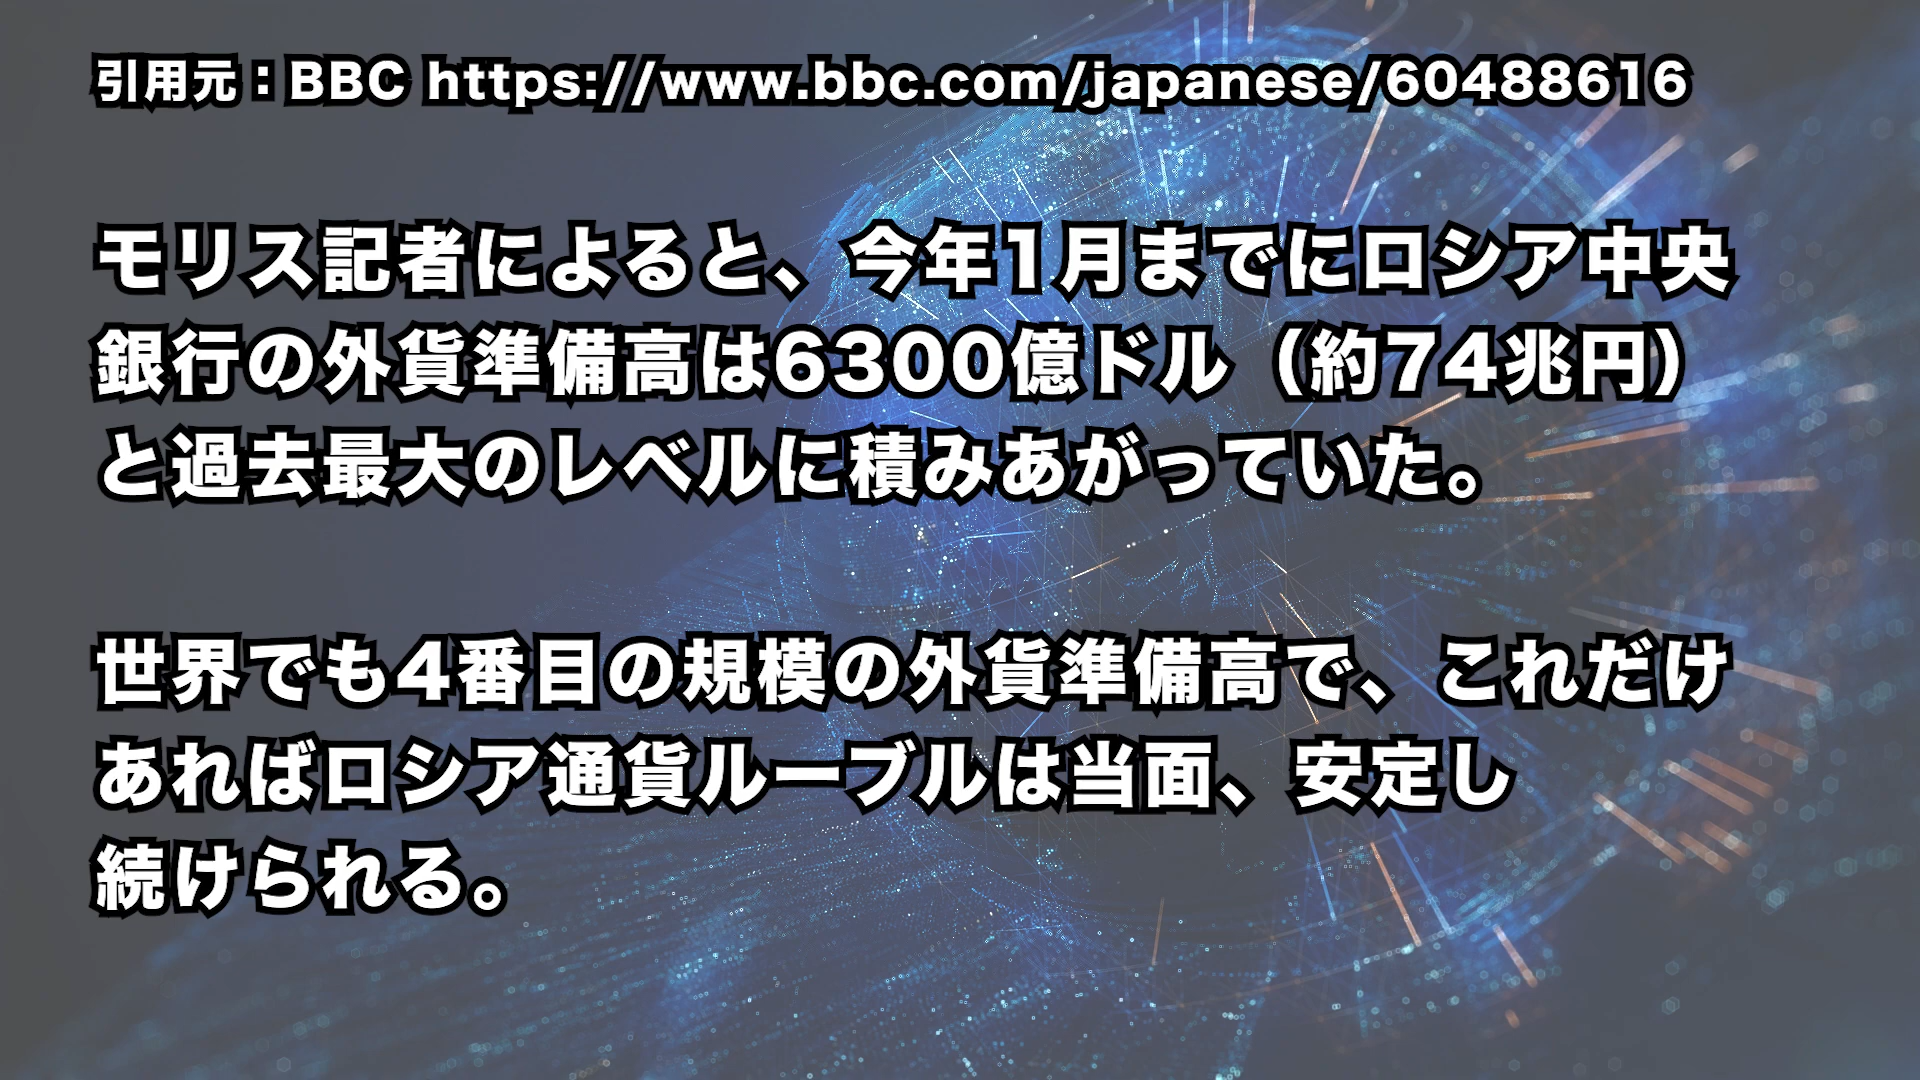 引用元：BBC https://www.bbc.com/japanese/60488616
モリス記者によると、今年1月までにロシア中央
銀行の外貨準備高は6300億ドル（約74兆円）
と過去最大のレベルに積みあがっていた。
世界でも4番目の規模の外貨準備高で、これだけ
あればロシア通貨ルーブルは当面、安定し
続けられる。